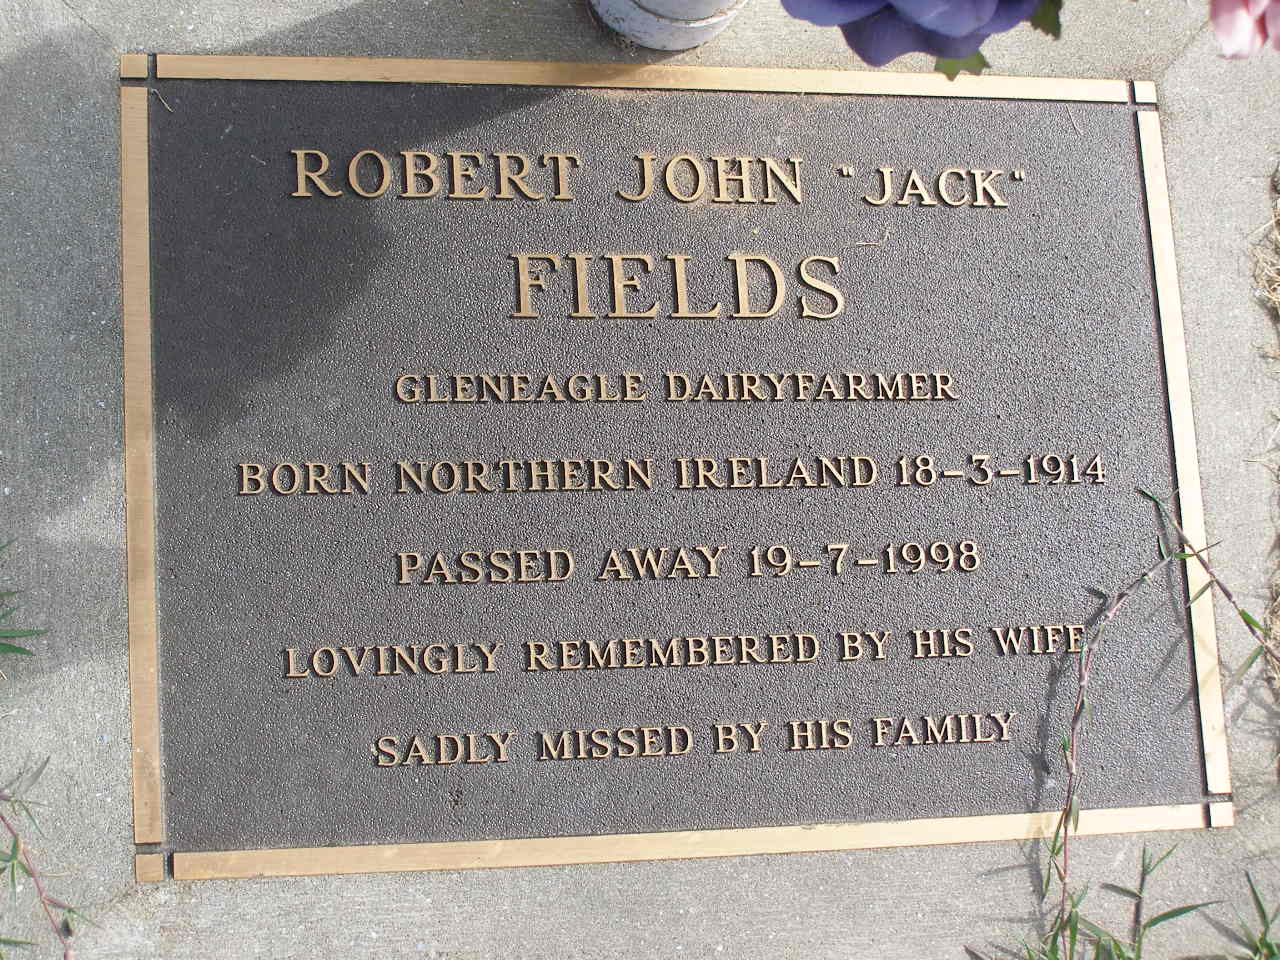 ROBERT JOHN "JACK"
FIELDS
GLENEAGLE DAIRYFARMER
BORN NORTHERN IRELAND 18-3-1914
PASSED AWAY 19-7-1998
LOVINGLY REMEMBERED BY HIS WIFE
SADLY MISSED BY HIS FAMILY